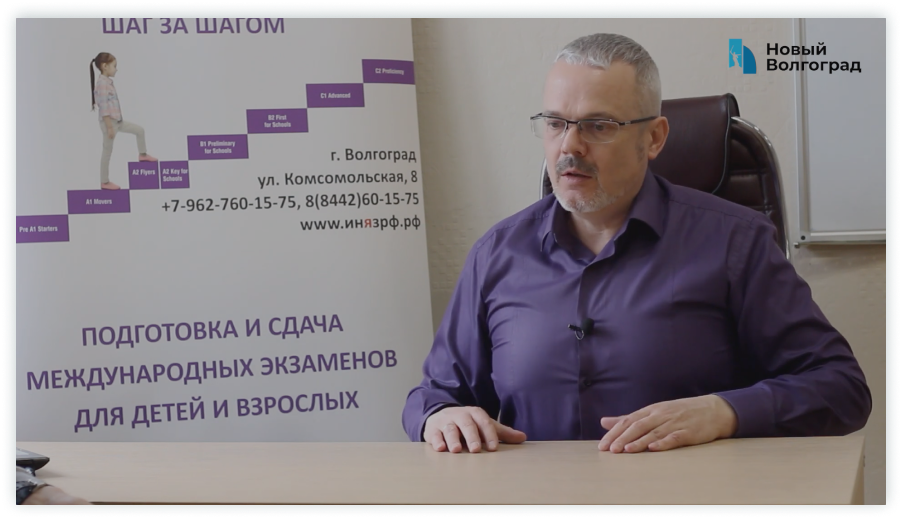 ШАГ ЗА ШАГОМ
Новый
Волгоград
C2 Proficiency
C1 Advanced
B2 First
for Schools
B1 Preliminary
for Schools
A2 Flyers
A2 Key for
Schools
A1 Movers
Pre A1 Starters
г. Волгоград
ул. Комсомольская, 8
+7-962-760-15-75, 8(8442)60-15-75
www.инязрф.рф
ПОДГОТОВКА И СДАЧА
МЕЖДУНАРОДНЫХ ЭКЗАМЕНОВ
ДЛЯ ДЕТЕЙ И ВЗРОСЛЫХ